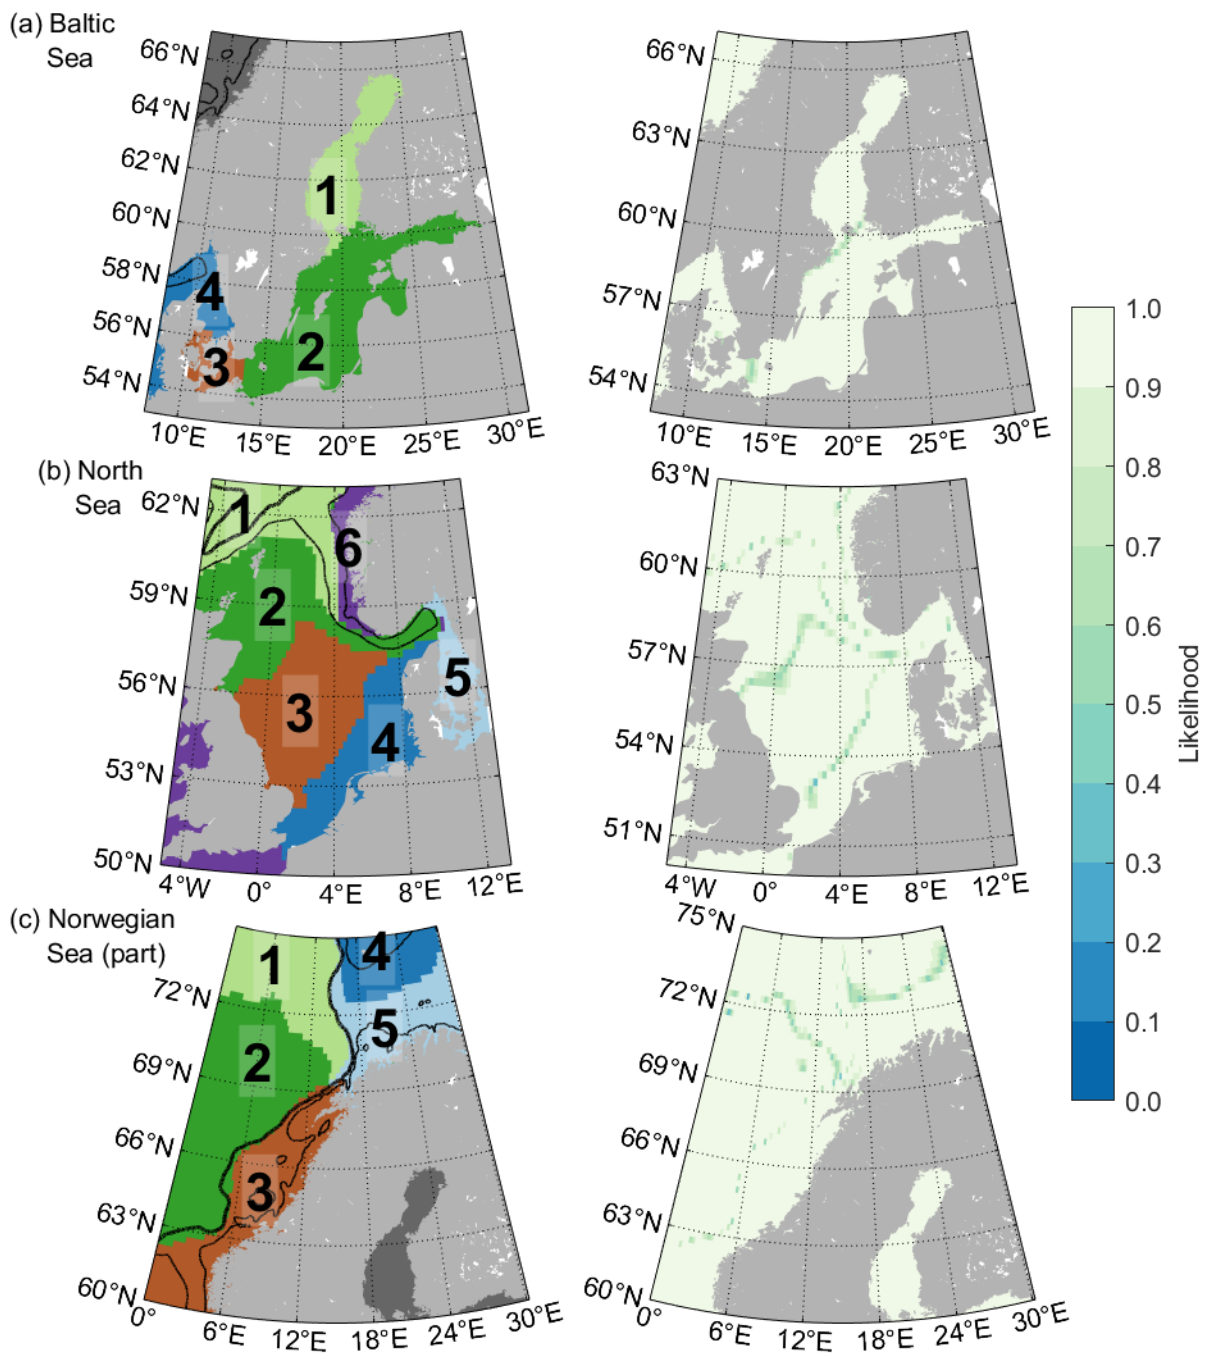 (a) Baltic
Sea
66°N
64°N
62°N
60°N
58°N
56°N
54°N
10°E
15°E
20°E
25°E
30°E
1
2
3
4
66°N
63°N
60°N
57°N
54°N
10°E
15°E
20°E
25°E
30°E
(b) North
Sea
62°N
59°N
56°N
53°N
50°N
4°W
0°
4°E
8°E
12°E
1
2
3
4
5
6
63°N
60°N
57°N
54°N
51°N
4°W
0°
4°E
8°E
12°E
(c) Norwegian
Sea (part)
72°N
69°N
66°N
63°N
60°N
0°
6°E
12°E
18°E
24°E
30°E
1
2
3
4
5
75°N
72°N
69°N
66°N
63°N
60°N
0°
6°E
12°E
18°E
24°E
30°E
1.0
0.9
0.8
0.7
0.6
0.5
0.4
0.3
0.2
0.1
0.0
Likelihood